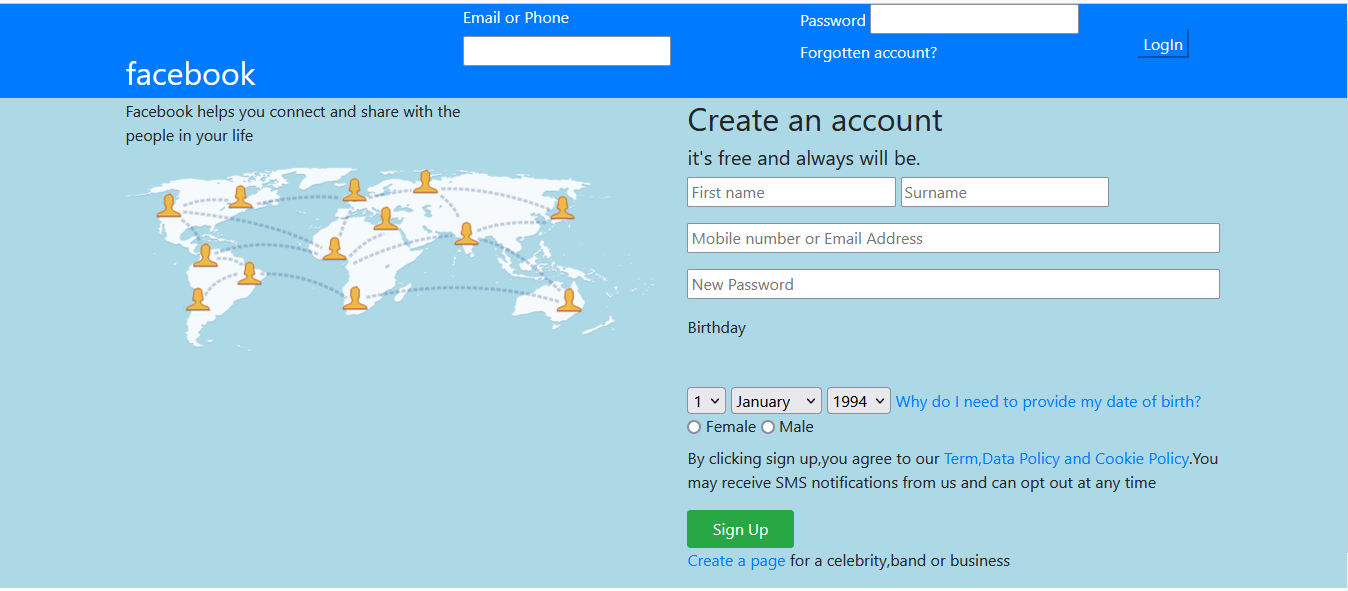 Email or Phone
Password
Forgotten account?
LogIn
facebook
Facebook helps you connect and share with the
people in your life
Create an account
it's free and always will be.
First name Surname
Mobile number or Email Address
New Password
Birthday
1 January 1994 Why do I need to provide my date of birth?
Female Male
By clicking sign up,you agree to our Term,Data Policy and Cookie Policy.You
may receive SMS notifications from us and can opt out at any time
Sign Up
Create a page for a celebrity,band or business